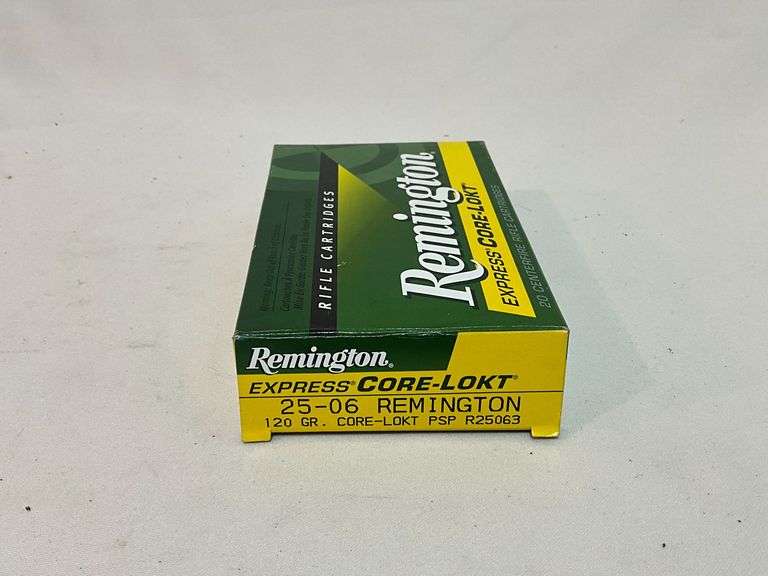 Remington
EXPRESS® CORE-LOKT
RIFLE CARTRIDGES
20 CENTERFIRE RIFLE CARTRIDGES
Remington®
EXPRESS® CORE-LOKT®
25-06 REMINGTON
120 GR. CORE-LOKT PSP R25063